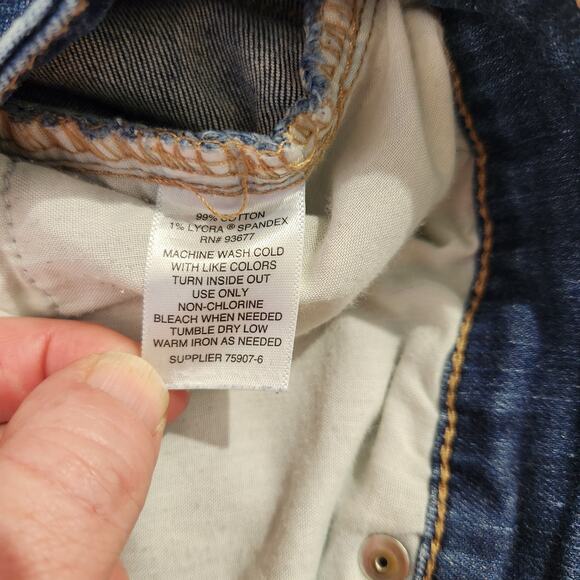 99% COTTON
1% LYCRA ® SPANDEX
RN# 93677
MACHINE WASH COLD
WITH LIKE COLORS
TURN INSIDE OUT
USE ONLY
NON-CHLORINE
BLEACH WHEN NEEDED
TUMBLE DRY LOW
WARM IRON AS NEEDED
SUPPLIER 75907-6